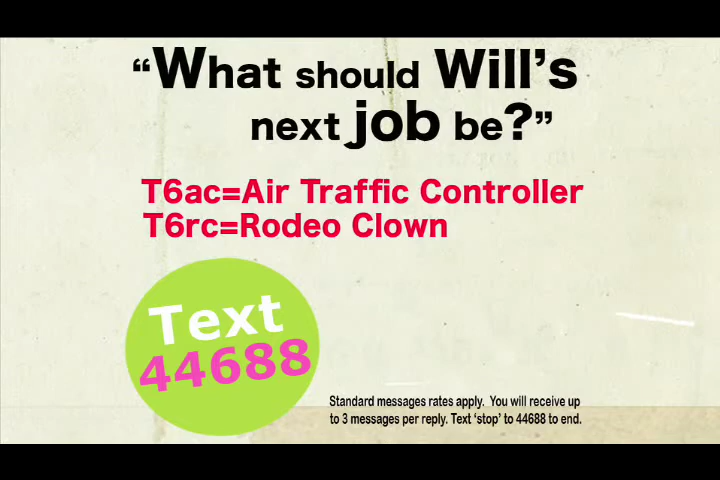 “What should Will’s
next job be?”
T6ac=Air Traffic Controller
T6rc=Rodeo Clown
Text
44688
Standard messages rates apply. You will receive up
to 3 messages per reply. Text ‘stop’ to 44688 to end.